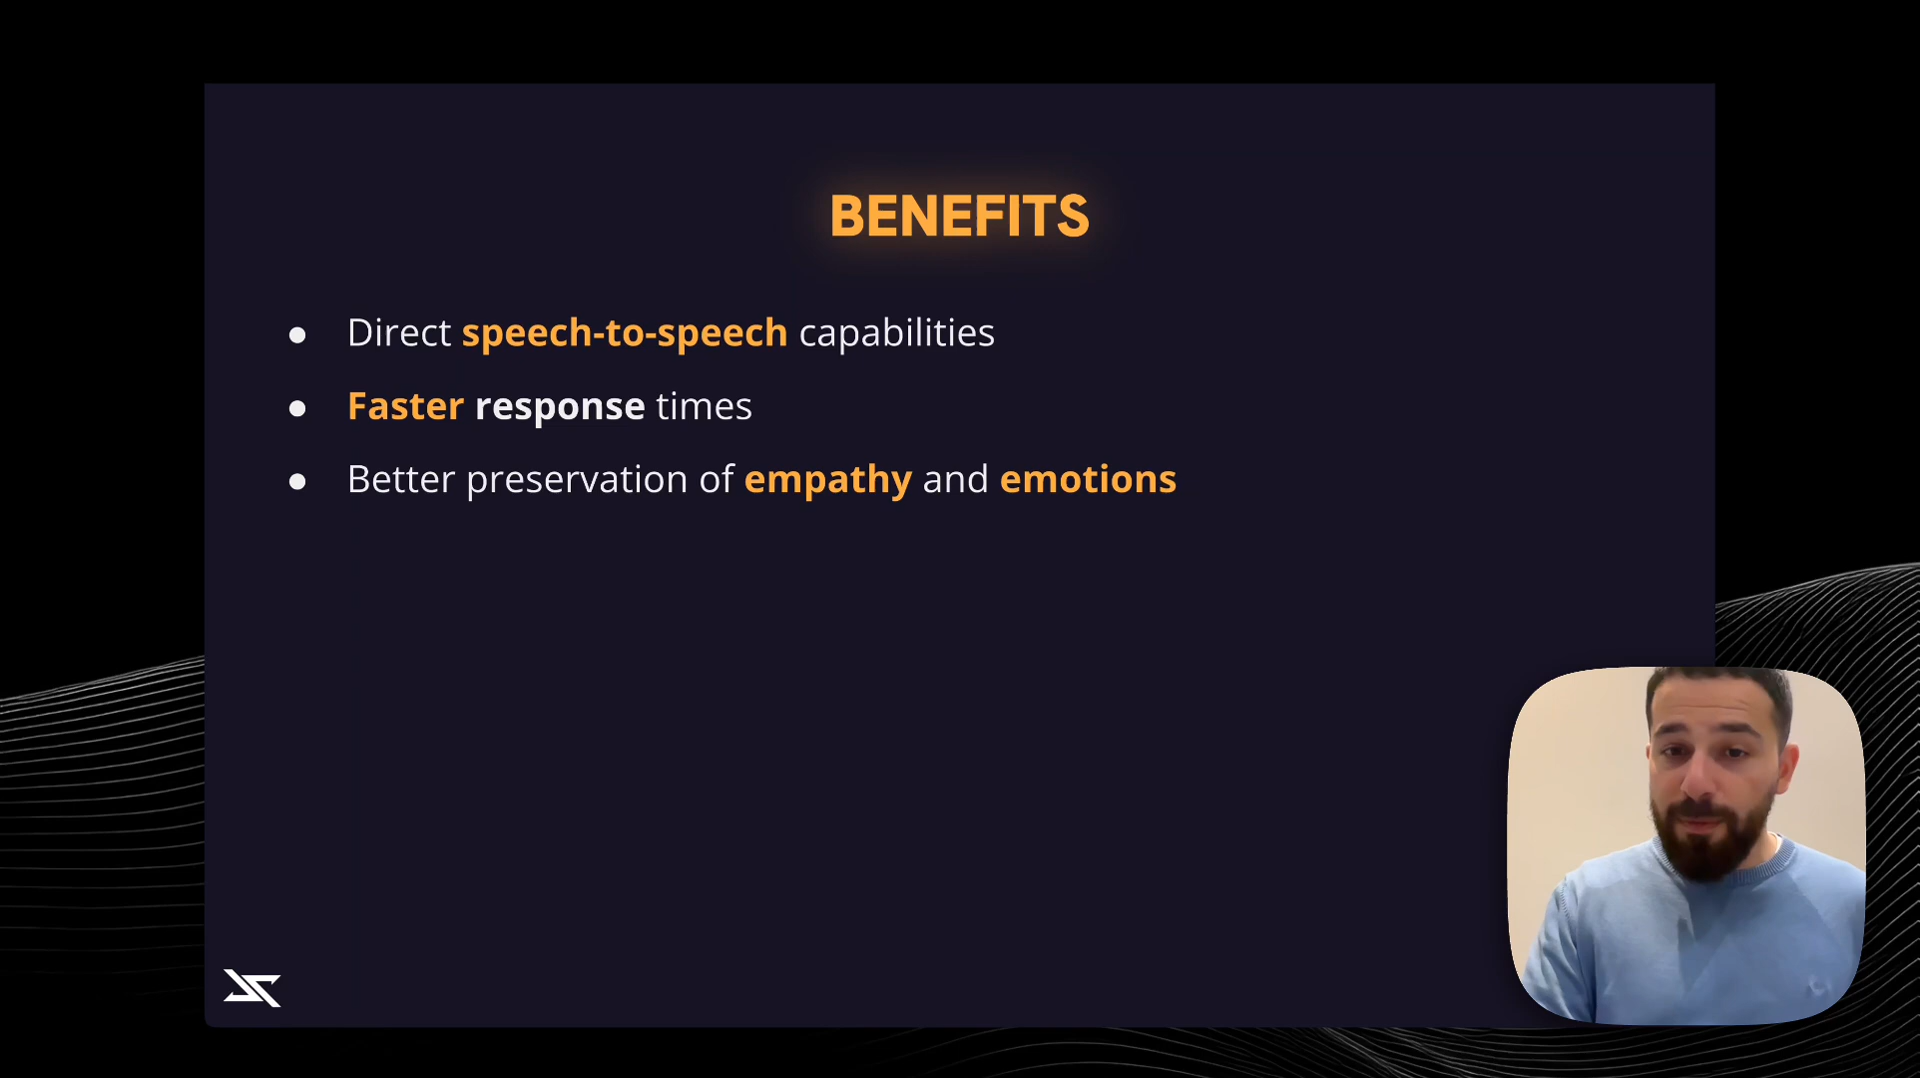 BENEFITS
● Direct speech-to-speech capabilities
● Faster response times
● Better preservation of empathy and emotions